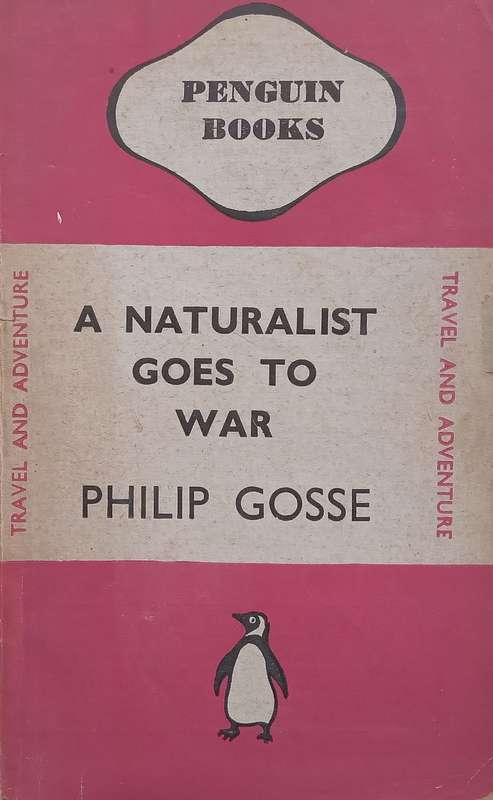 PENGUIN
BOOKS
TRAVEL AND ADVENTURE
A NATURALIST
GOES TO
WAR
PHILIP GOSSE
TRAVEL AND ADVENTURE